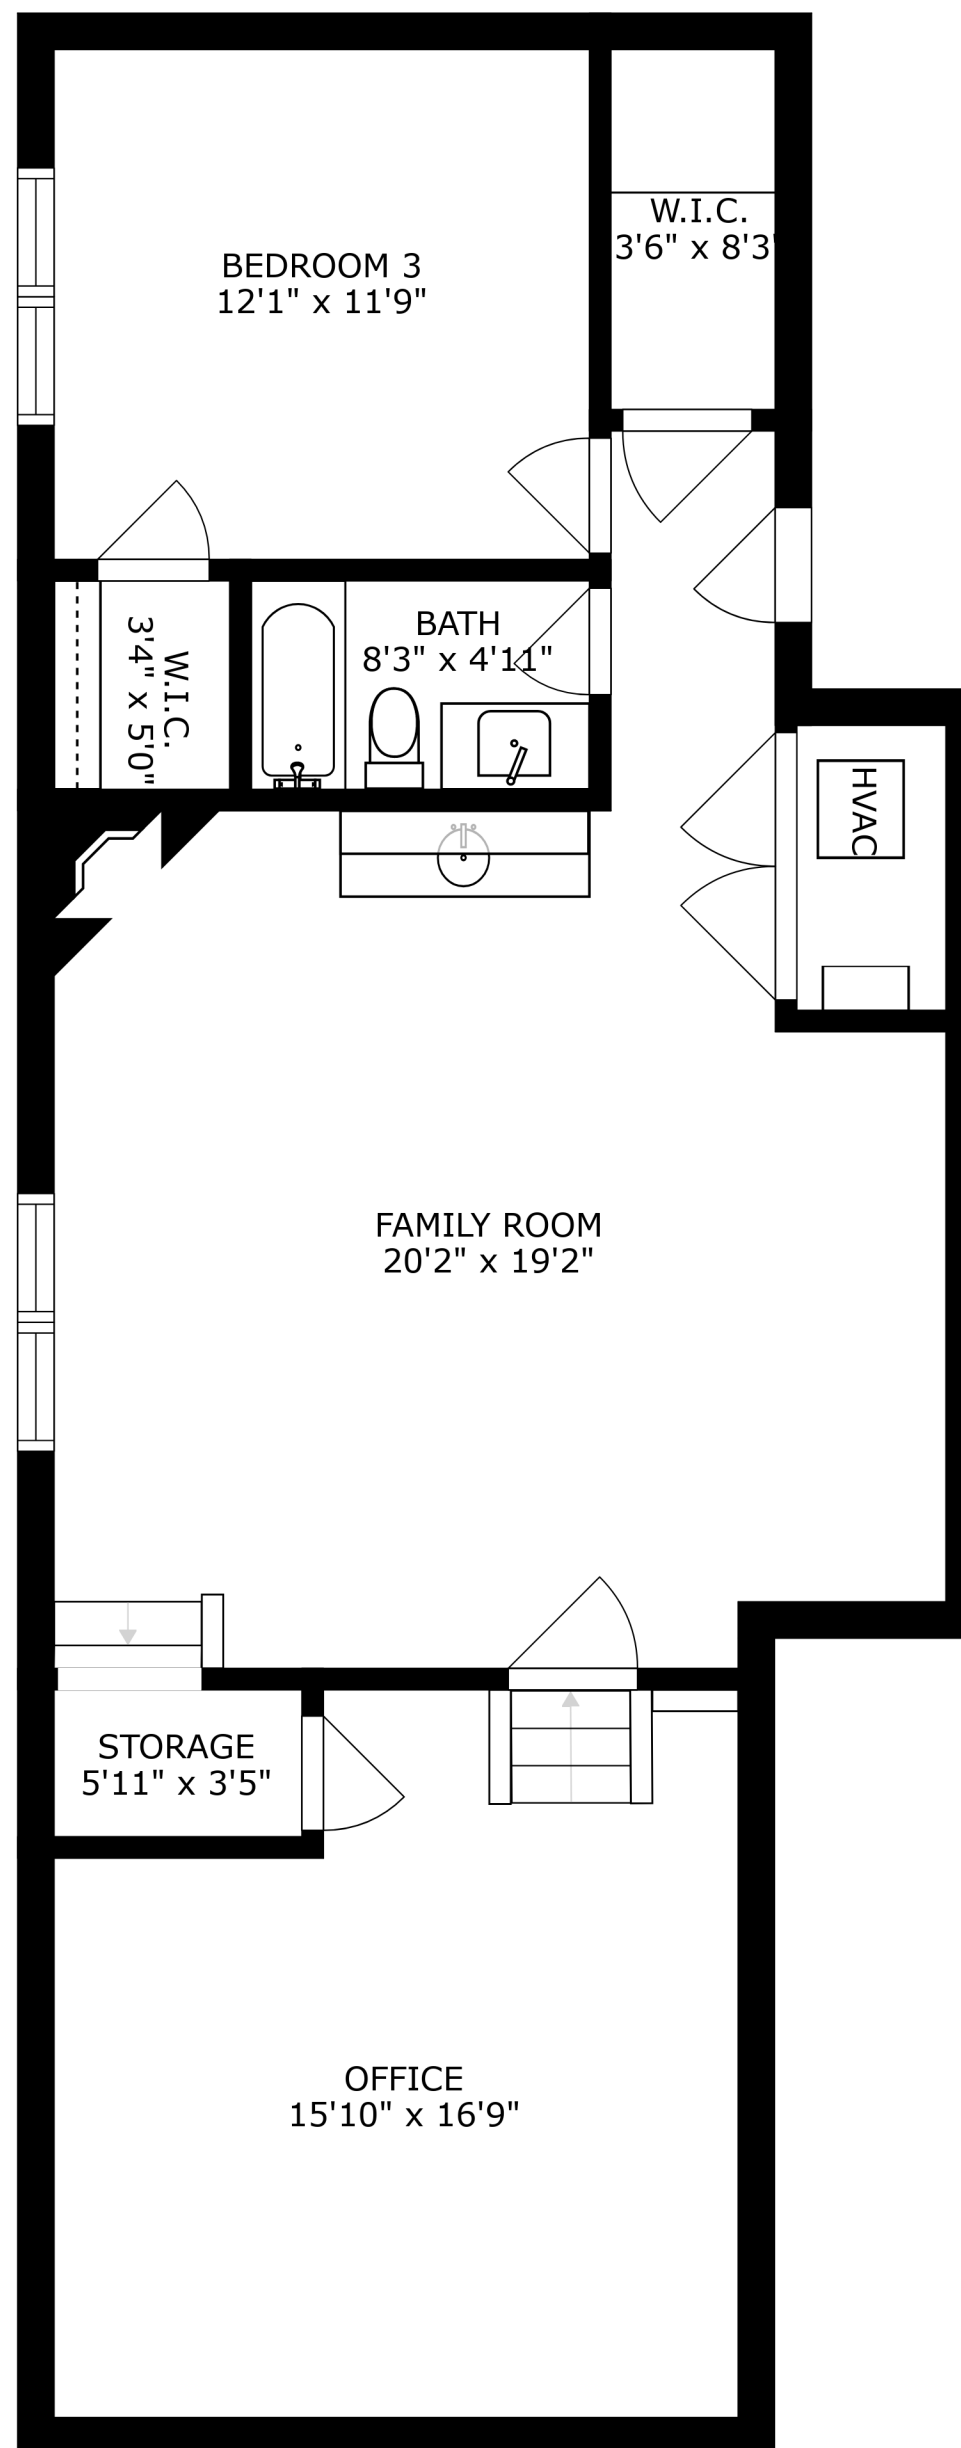 W.I.C.
3'6" x 8'3'
BEDROOM 3
12'1" x 11'9"
BATH
8'3" x 4'11"
W.I.C.
3'4" x 5'0"
HVAC
FAMILY ROOM
20'2" x 19'2"
STORAGE
5'11" x 3'5"
OFFICE
15'10" x 16'9"